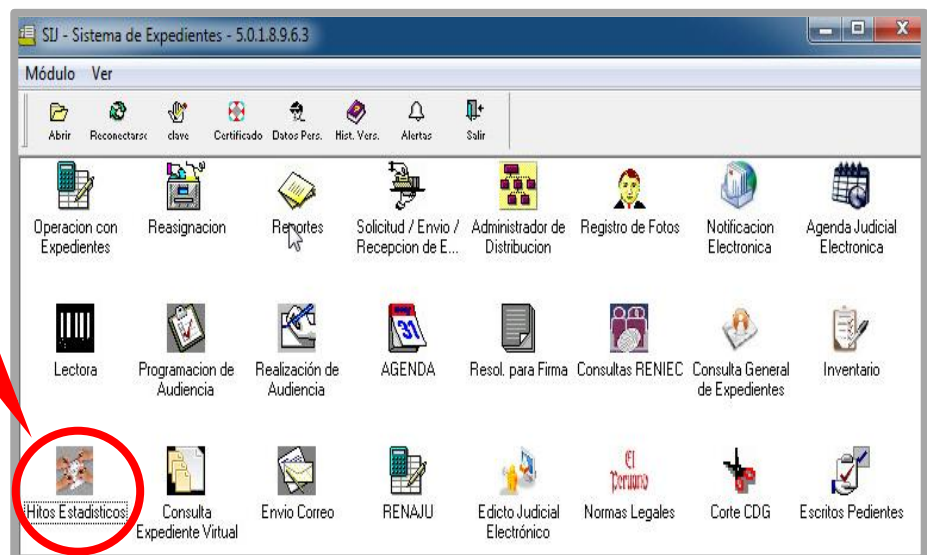 SIJ - Sistema de Expedientes - 5.0.1.8.9.6.3
Módulo Ver
Abrir Reconectarse clave Certificado Datos Pers. Hist. Vers. Alertas Salir
Operacion con Expedientes
Reasignacion
Reportes
Solicitud / Envio / Recepcion de E...
Administrador de Distribucion
Registro de Fotos
Notificacion Electronica
Agenda Judicial Electronica
Lectora
Programacion de Audiencia
Realización de Audiencia
AGENDA
31
Resol. para Firma
Consultas RENIEC
Consulta General de Expedientes
Inventario
Hitos Estadisticos
Consulta Expediente Virtual
Envio Correo
RENAJU
Edicto Judicial Electrónico
El Peruano
Normas Legales
Corte CDG
Escritos Pedientes